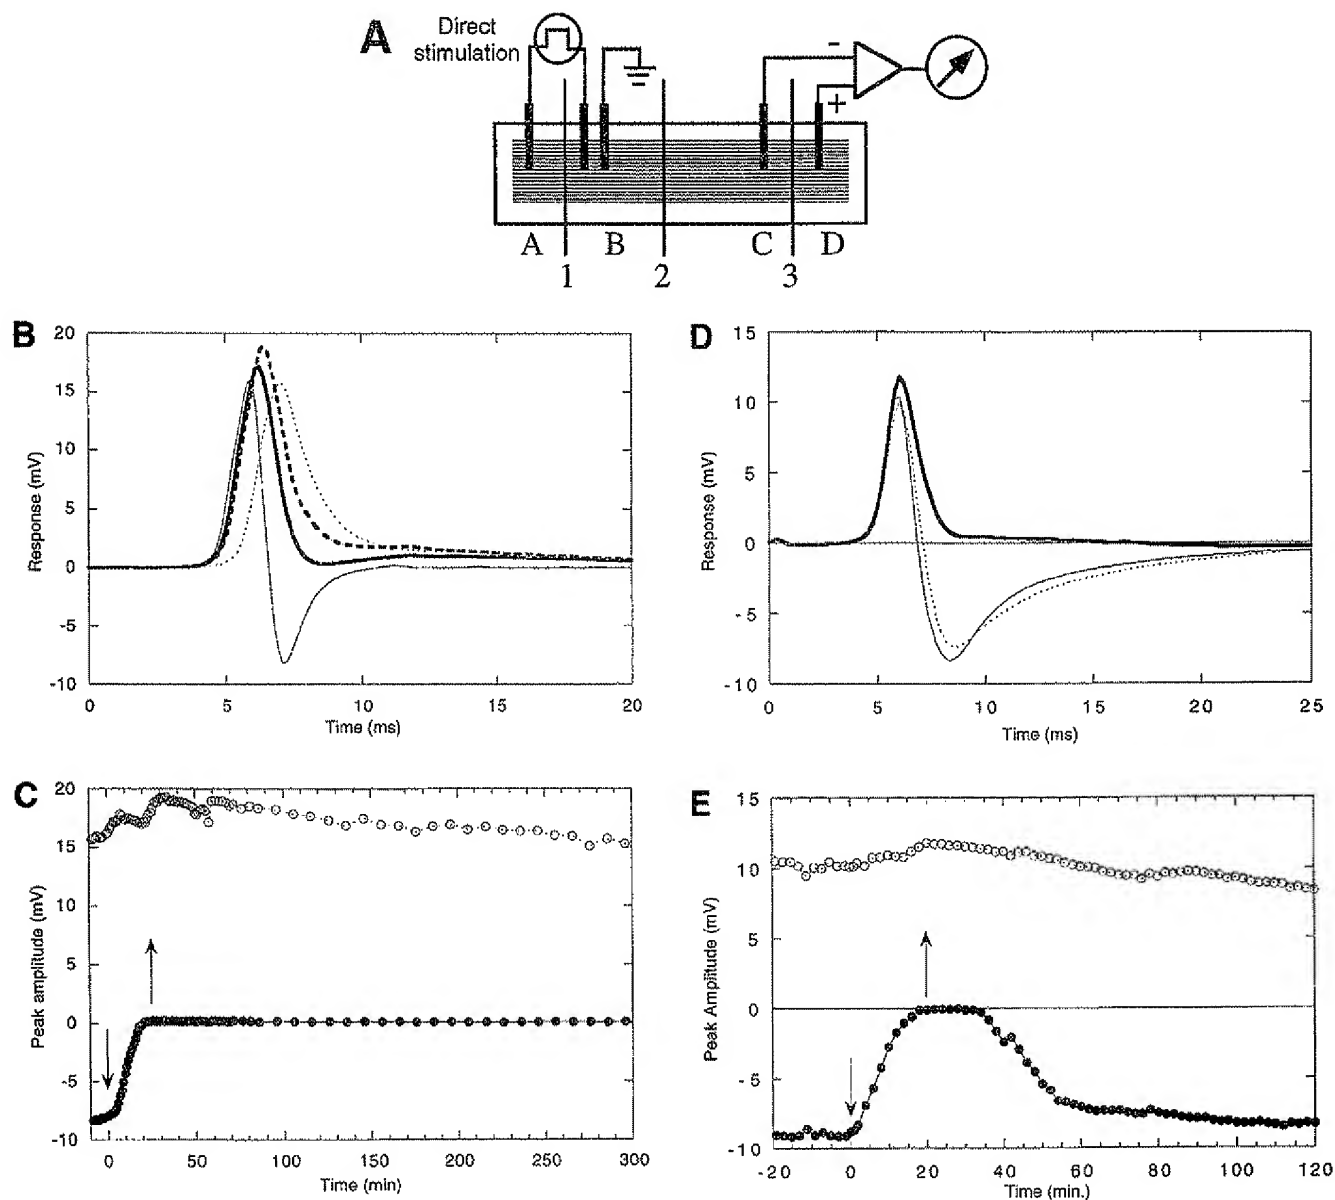 A
Direct
stimulation
-
+
A B C D
1 2 3
B
20
15
10
5
0
-5
-10
Response (mV)
0 5 10 15 20
Time (ms)
D
15
10
5
0
-5
-10
Response (mV)
0 5 10 15 20 25
Time (ms)
C
20
15
10
5
0
-5
-10
Peak amplitude (mV)
0 50 100 150 200 250 300
Time (min)
E
15
10
5
0
-5
-10
Peak Amplitude (mV)
-20 0 20 40 60 80 100 120
Time (min.)